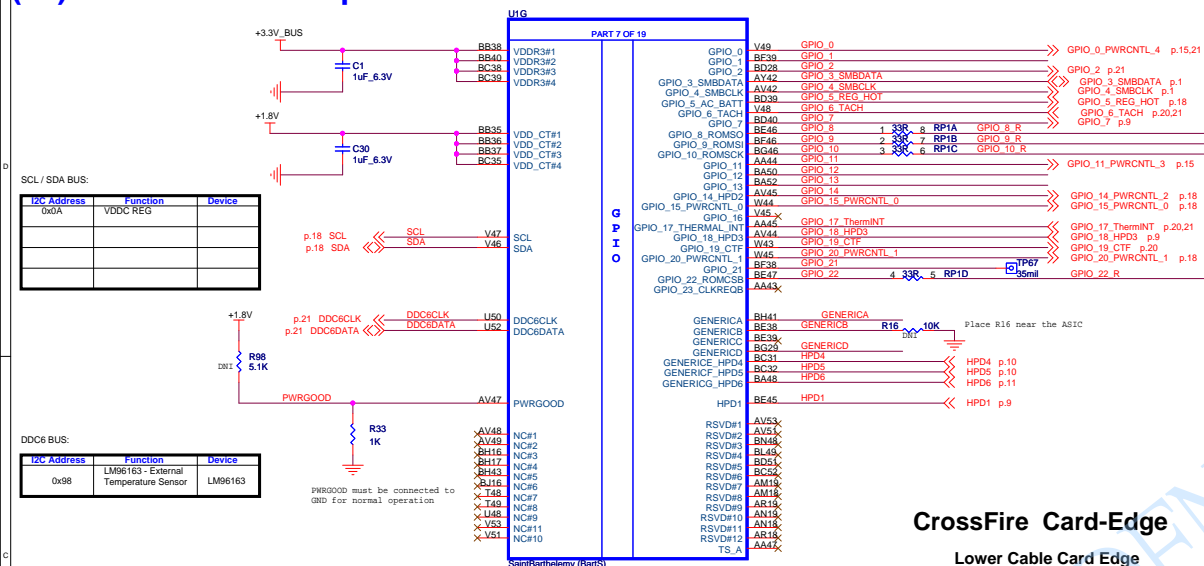 U1G
PART 7 OF 19
+3.3V_BUS
C1
1uF_6.3V
BB38 VDDR3#1
BB40 VDDR3#2
BC38 VDDR3#3
BC39 VDDR3#4
+1.8V
C30
1uF_6.3V
BB35 VDD_CT#1
BB36 VDD_CT#2
BB37 VDD_CT#3
BC35 VDD_CT#4
D
SCL / SDA BUS:
I2C Address Function Device
0x0A VDDC REG
p.18 SCL SCL V47 SCL
p.18 SDA SDA V46 SDA
p.21 DDC6CLK DDC6CLK U50 DDC6CLK
p.21 DDC6DATA DDC6DATA U52 DDC6DATA
+1.8V
R98
DNI 5.1K
PWRGOOD AV47 PWRGOOD
R33
1K
PWRGOOD must be connected to
GND for normal operation
DDC6 BUS:
I2C Address Function Device
0x98 LM96163 - External Temperature Sensor LM96163
AV48 NC#1
AV49 NC#2
BH16 NC#3
BH17 NC#4
BH43 NC#5
BJ16 NC#6
T48 NC#7
T49 NC#8
U48 NC#9
V53 NC#11
V51 NC#10
C
GPIO
GPIO_0 V49 GPIO_0 GPIO_0_PWRCNTL_4 p.15,21
GPIO_1 BF39 GPIO_1
GPIO_2 BD28 GPIO_2 GPIO_2 p.21
GPIO_3_SMBDATA AY42 GPIO_3_SMBDATA GPIO_3_SMBDATA p.1
GPIO_4_SMBCLK AV42 GPIO_4_SMBCLK GPIO_4_SMBCLK p.1
GPIO_5_AC_BATT BD39 GPIO_5_REG_HOT GPIO_5_REG_HOT p.18
GPIO_6_TACH V48 GPIO_6_TACH GPIO_6_TACH p.20,21
GPIO_7 BD40 GPIO_7 GPIO_7 p.9
GPIO_8_ROMSO BE46 GPIO_8 1 33R 8 RP1A GPIO_8_R
GPIO_9_ROMSI BF46 GPIO_9 2 33R 7 RP1B GPIO_9_R
GPIO_10_ROMSCK BG46 GPIO_10 3 33R 6 RP1C GPIO_10_R
GPIO_11 AA44 GPIO_11 GPIO_11_PWRCNTL_3 p.15
GPIO_12 BA50 GPIO_12
GPIO_13 BA52 GPIO_13
GPIO_14_HPD2 AV45 GPIO_14 GPIO_14_PWRCNTL_2 p.18
GPIO_15_PWRCNTL_0 W44 GPIO_15_PWRCNTL_0 GPIO_15_PWRCNTL_0 p.18
GPIO_16 V45
GPIO_17_THERMAL_INT AA45 GPIO_17_ThermINT GPIO_17_ThermINT p.20,21
GPIO_18_HPD3 AV44 GPIO_18_HPD3 GPIO_18_HPD3 p.9
GPIO_19_CTF W43 GPIO_19_CTF GPIO_19_CTF p.20
GPIO_20_PWRCNTL_1 W45 GPIO_20_PWRCNTL_1 GPIO_20_PWRCNTL_1 p.18
GPIO_21 BF38 GPIO_21 TP67 35mil
GPIO_22_ROMCSB BE47 GPIO_22 4 33R 5 RP1D GPIO_22_R
GPIO_23_CLKREQB AA43
GENERICA BH41 GENERICA
GENERICB BE38 GENERICB R16 10K DNI Place R16 near the ASIC
GENERICC BE39
GENERICD BG29 GENERICD
GENERICE_HPD4 BC31 HPD4 HPD4 p.10
GENERICF_HPD5 BC32 HPD5 HPD5 p.10
GENERICG_HPD6 BA48 HPD6 HPD6 p.11
HPD1 BE45 HPD1 HPD1 p.9
RSVD#1 AV53
RSVD#2 AV51
RSVD#3 BN48
RSVD#4 BL49
RSVD#5 BD51
RSVD#6 BC52
RSVD#7 AM19
RSVD#8 AM18
RSVD#9 AR19
RSVD#10 AN19
RSVD#11 AN18
RSVD#12 AR18
TS_A AA47
SaintBarthelemy (BartS)
CrossFire Card-Edge
Lower Cable Card Edge